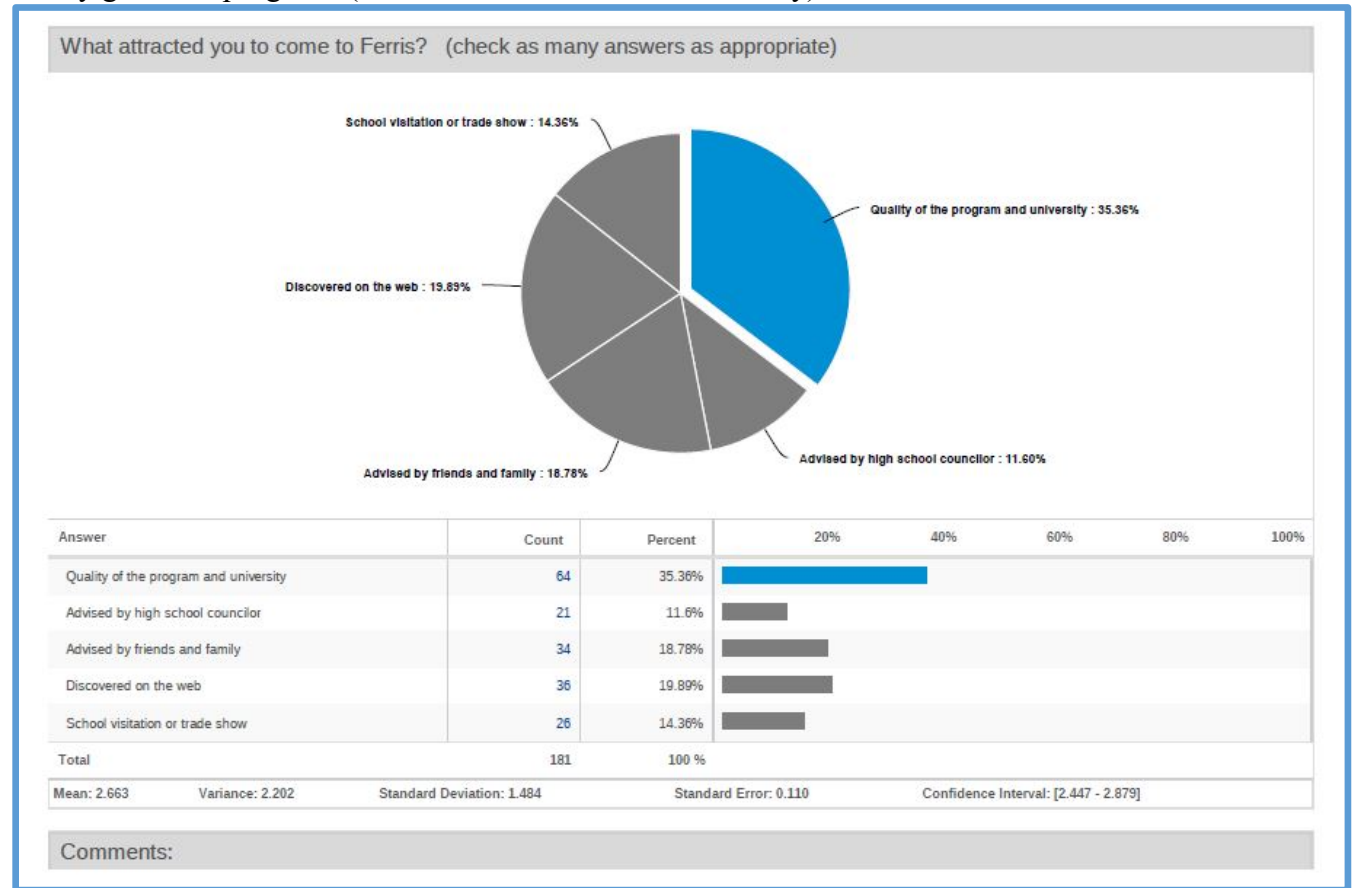 What attracted you to come to Ferris? (check as many answers as appropriate)
School visitation or trade show : 14.36%
Quality of the program and university : 35.36%
Discovered on the web : 19.89%
Advised by high school councilor : 11.60%
Advised by friends and family : 18.78%
Answer Count Percent 20% 40% 60% 80% 100%
Quality of the program and university 64 35.36%
Advised by high school councilor 21 11.6%
Advised by friends and family 34 18.78%
Discovered on the web 36 19.89%
School visitation or trade show 26 14.36%
Total 181 100 %
Mean: 2.663 Variance: 2.202 Standard Deviation: 1.484 Standard Error: 0.110 Confidence Interval: [2.447 - 2.879]
Comments: